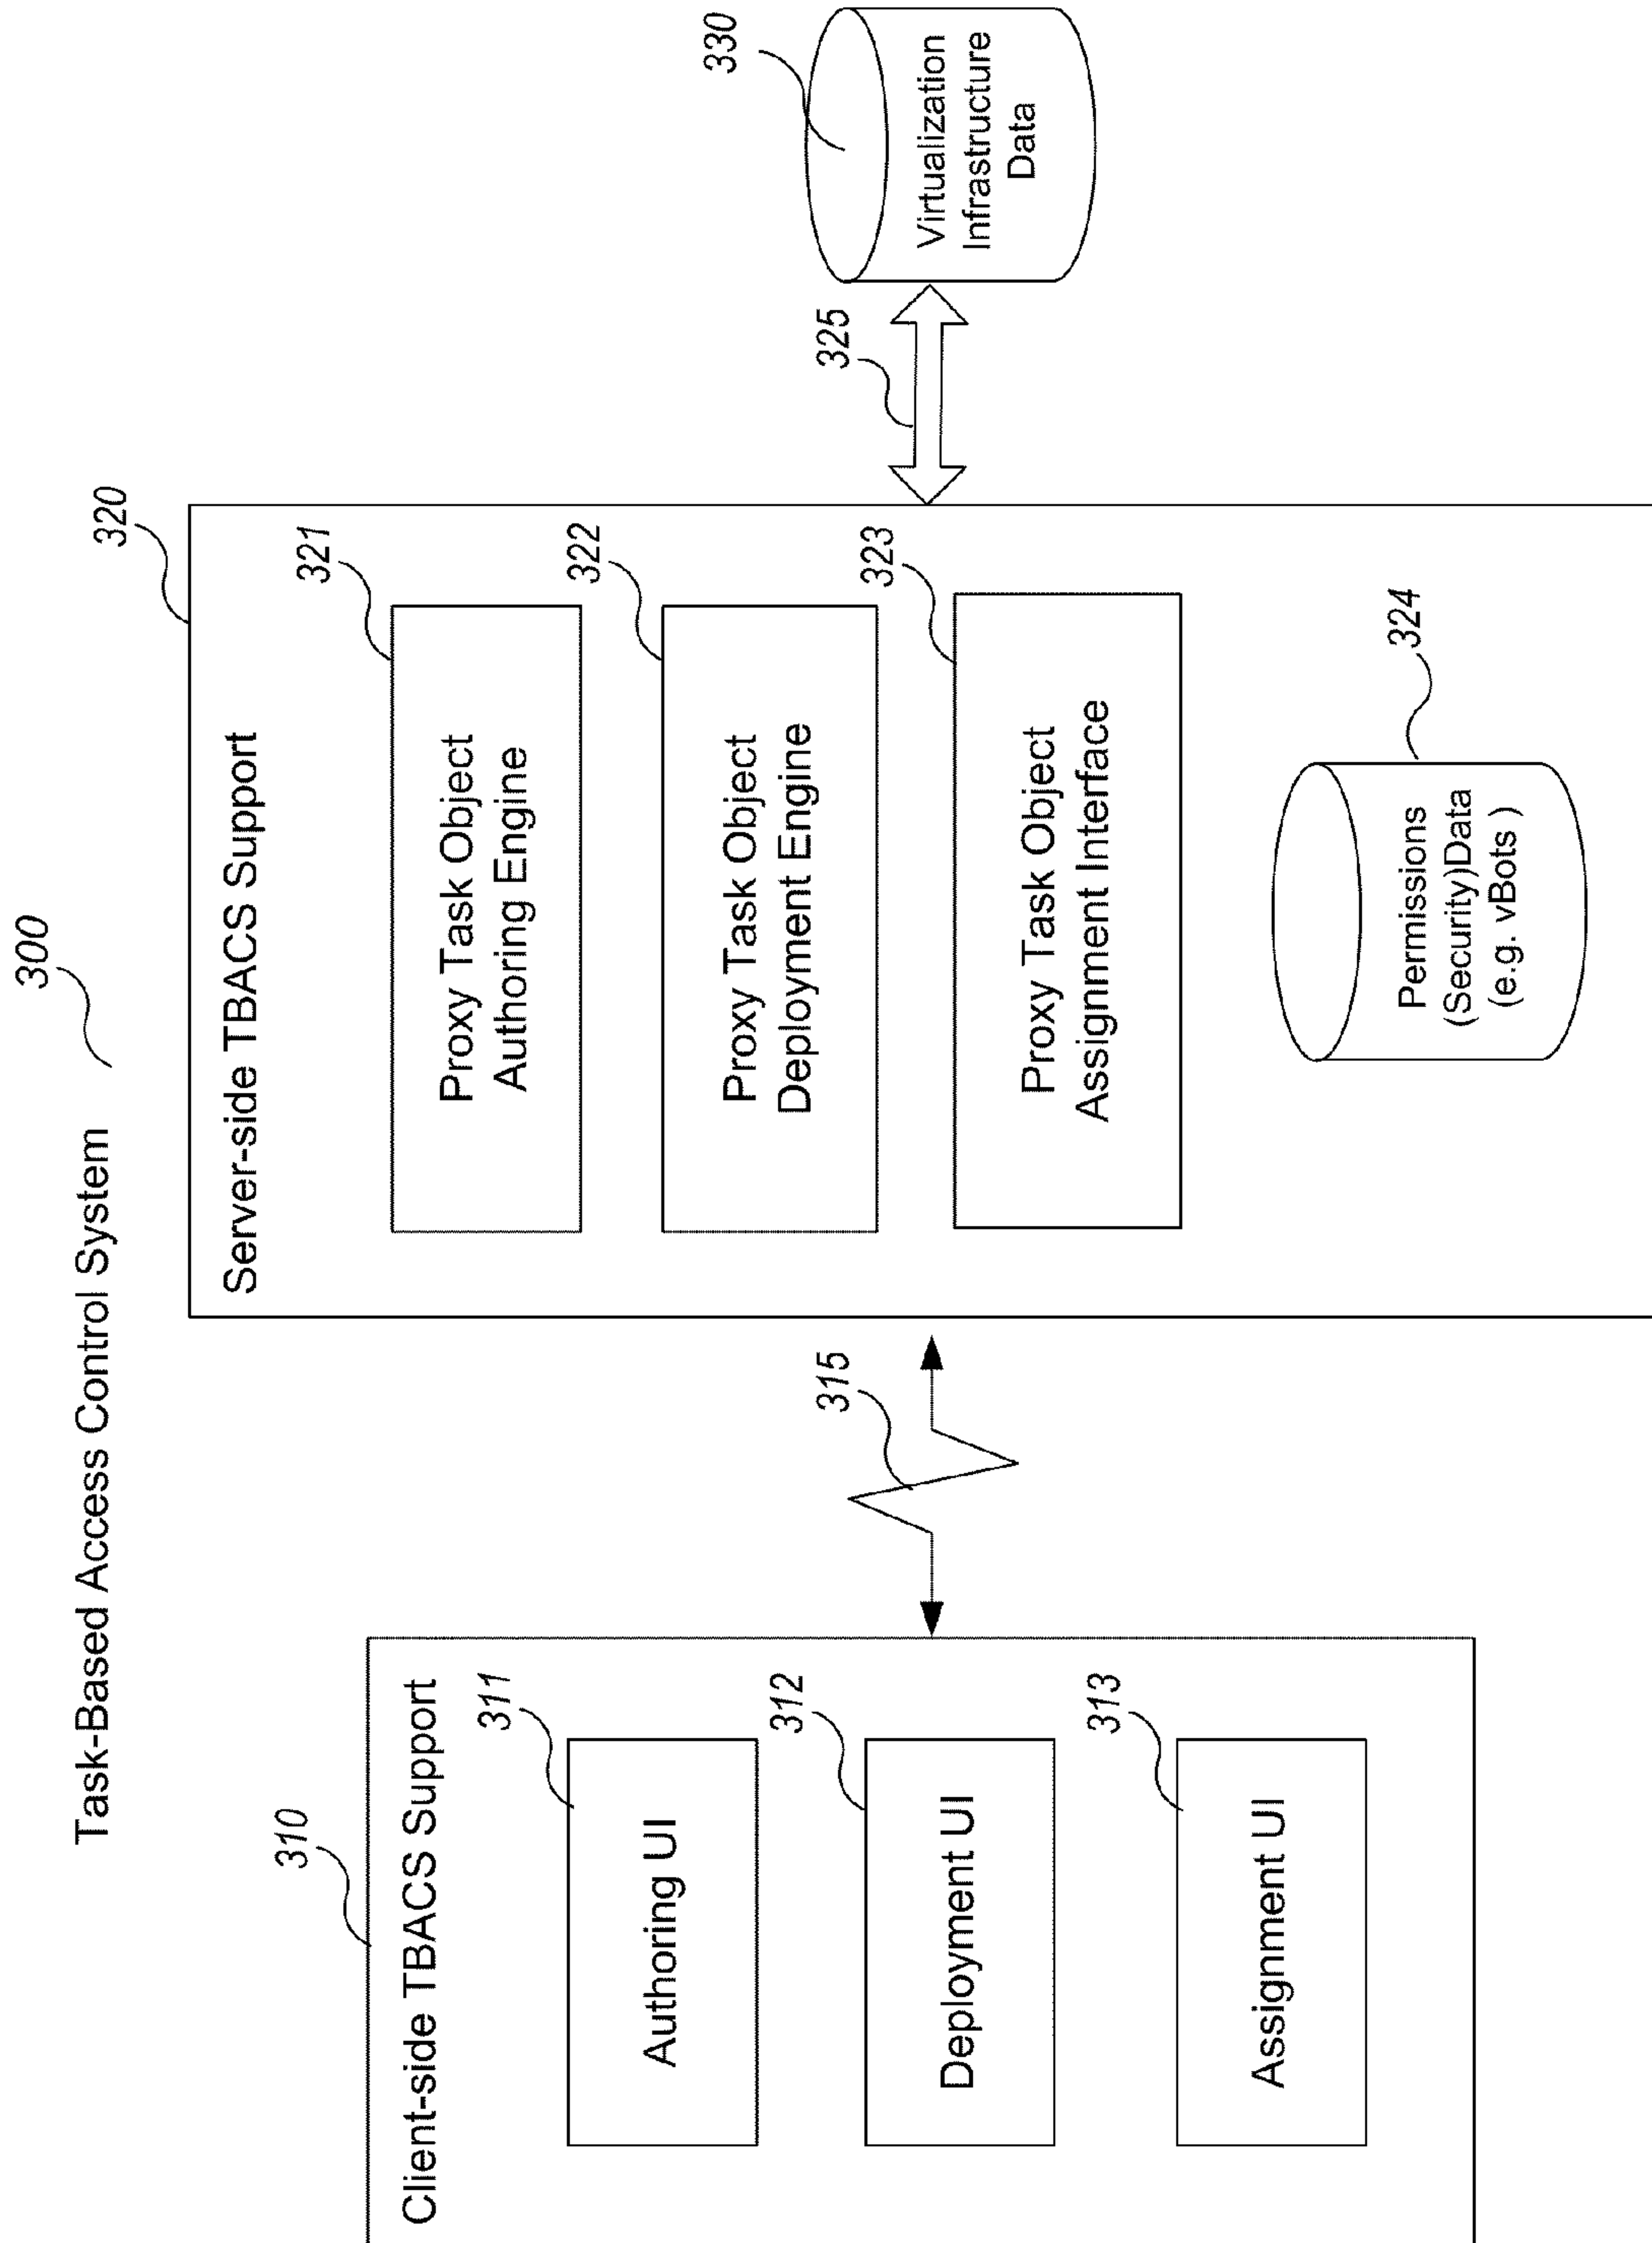 Task-Based Access Control System
300
310
Client-side TBACS Support
311
Authoring UI
312
Deployment UI
313
Assignment UI
315
320
Server-side TBACS Support
321
Proxy Task Object
Authoring Engine
322
Proxy Task Object
Deployment Engine
323
Proxy Task Object
Assignment Interface
324
Permissions
(Security)Data
(e.g. vBots )
325
330
Virtualization
Infrastructure
Data